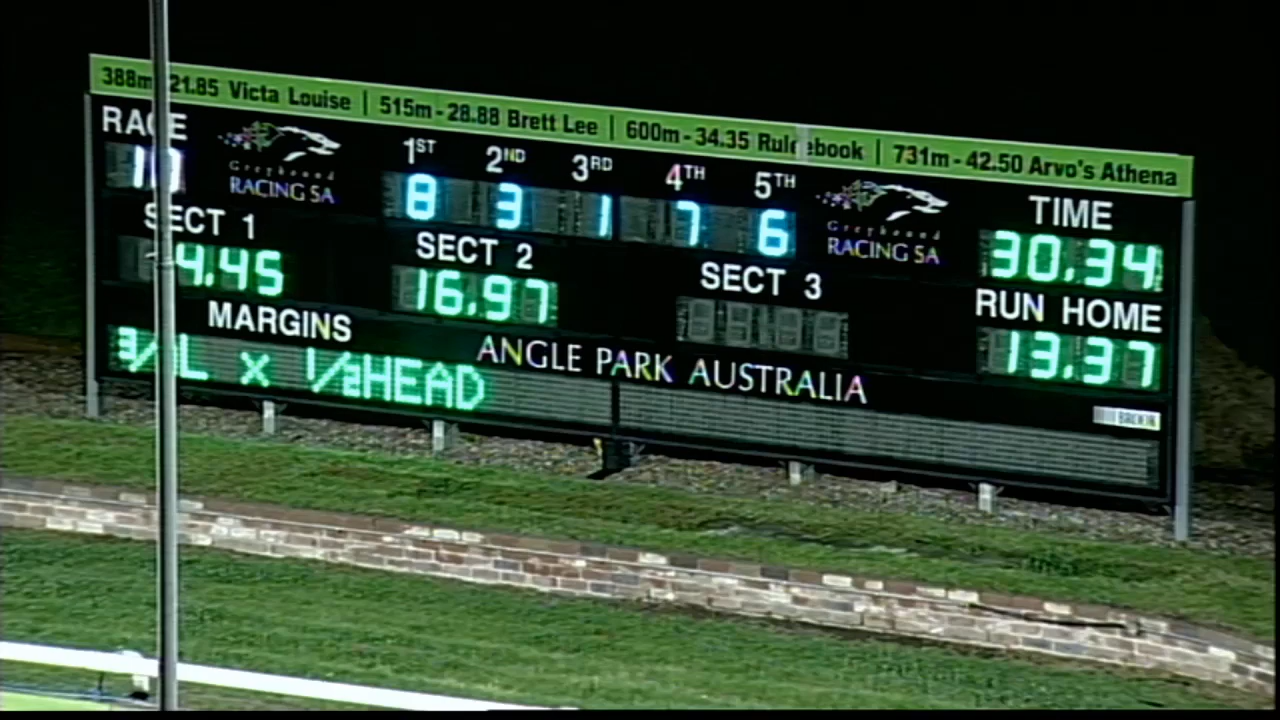 388m-21.85 Victa Louise | 515m-28.88 Brett Lee | 600m-34.35 Rulebook | 731m-42.50 Arvo's Athena
RACE
Greyhound
RACING SA
1ST 2ND 3RD 4TH 5TH
8 3 1 7 6
Greyhound
RACING SA
TIME
30.34
SECT 1
4.45
SECT 2
16.97
SECT 3
RUN HOME
13.37
MARGINS
3/4L x 1/2HEAD
ANGLE PARK AUSTRALIA